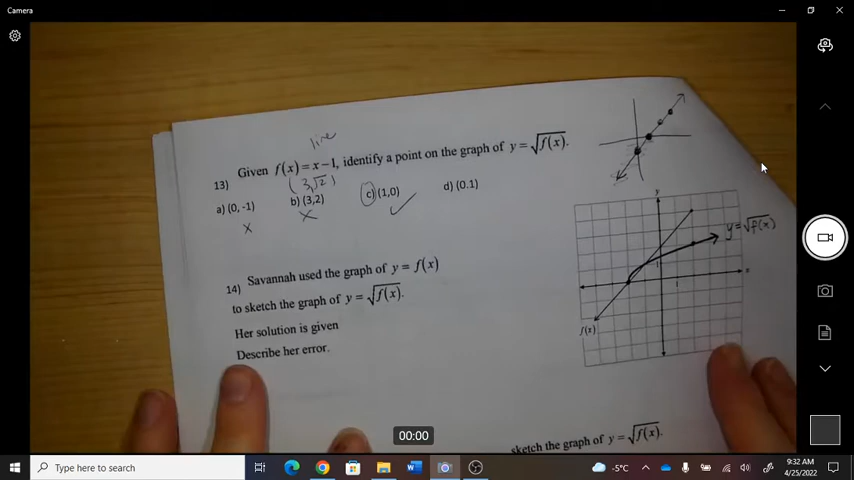 Camera
line
13) Given f(x) = x − 1, identify a point on the graph of y = √f(x).
(3,√2)
a) (0, -1) b) (3,2) c) (1,0) d) (0.1)
x x
14) Savannah used the graph of y = f(x)
to sketch the graph of y = √f(x).
Her solution is given
Describe her error.
y
y=√f(x)
1
x
1
f(x)
sketch the graph of y = √f(x).
00:00
Type here to search
-5°C
9:32 AM
4/25/2022